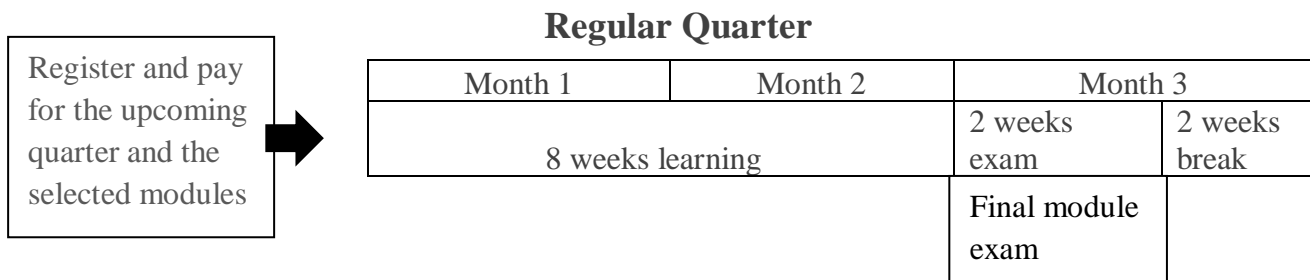 Regular Quarter
Register and pay
for the upcoming
quarter and the
selected modules
Month 1
Month 2
Month 3
8 weeks learning
2 weeks
exam
2 weeks
break
Final module
exam